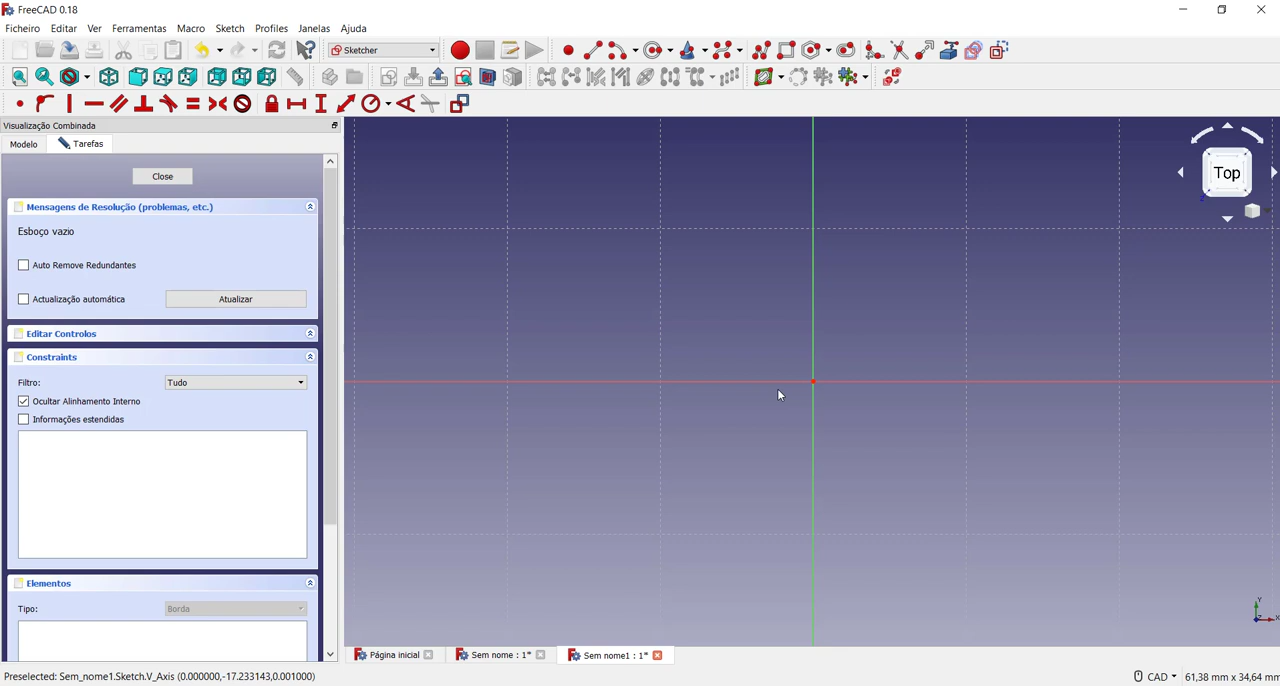 FreeCAD 0.18
Ficheiro Editar Ver Ferramentas Macro Sketch Profiles Janelas Ajuda
Sketcher
Visualização Combinada
Modelo Tarefas
Close
Mensagens de Resolução (problemas, etc.)
Esboço vazio
Auto Remove Redundantes
Actualização automática Atualizar
Editar Controlos
Constraints
Filtro: Tudo
Ocultar Alinhamento Interno
Informações estendidas
Elementos
Tipo: Borda
Top
Z
Y
Z X
Página inicial Sem nome : 1* Sem nome1 : 1*
Preselected: Sem_nome1.Sketch.V_Axis (0.000000,-17.233143,0.001000) CAD 61,38 mm x 34,64 mm